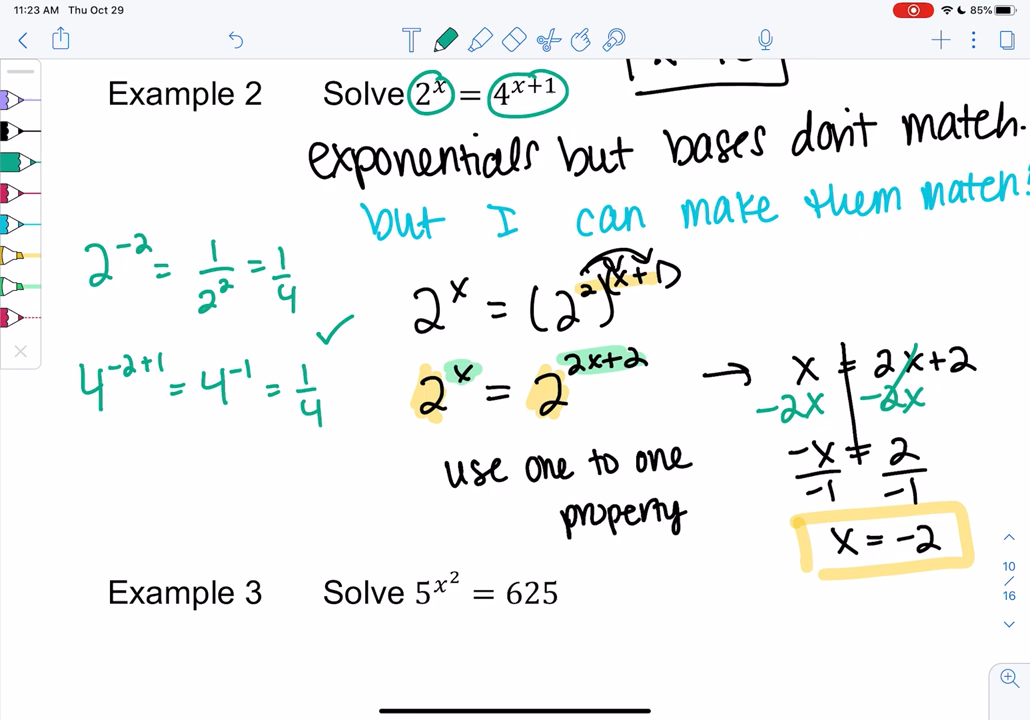 11:23 AM Thu Oct 29
85%
Example 2 Solve 2^x = 4^{x+1}
exponentials but bases don't match.
but I can make them match!
2^{-2} = 1/2^2 = 1/4
4^{-2+1} = 4^{-1} = 1/4 ✓
2^x = (2^2)^{(x+1)}
2^x = 2^{2x+2} → x = 2x+2
-2x -2x
-x = 2
-1 -1
x = -2
use one to one
property
Example 3 Solve 5^{x^2} = 625
10
/
16